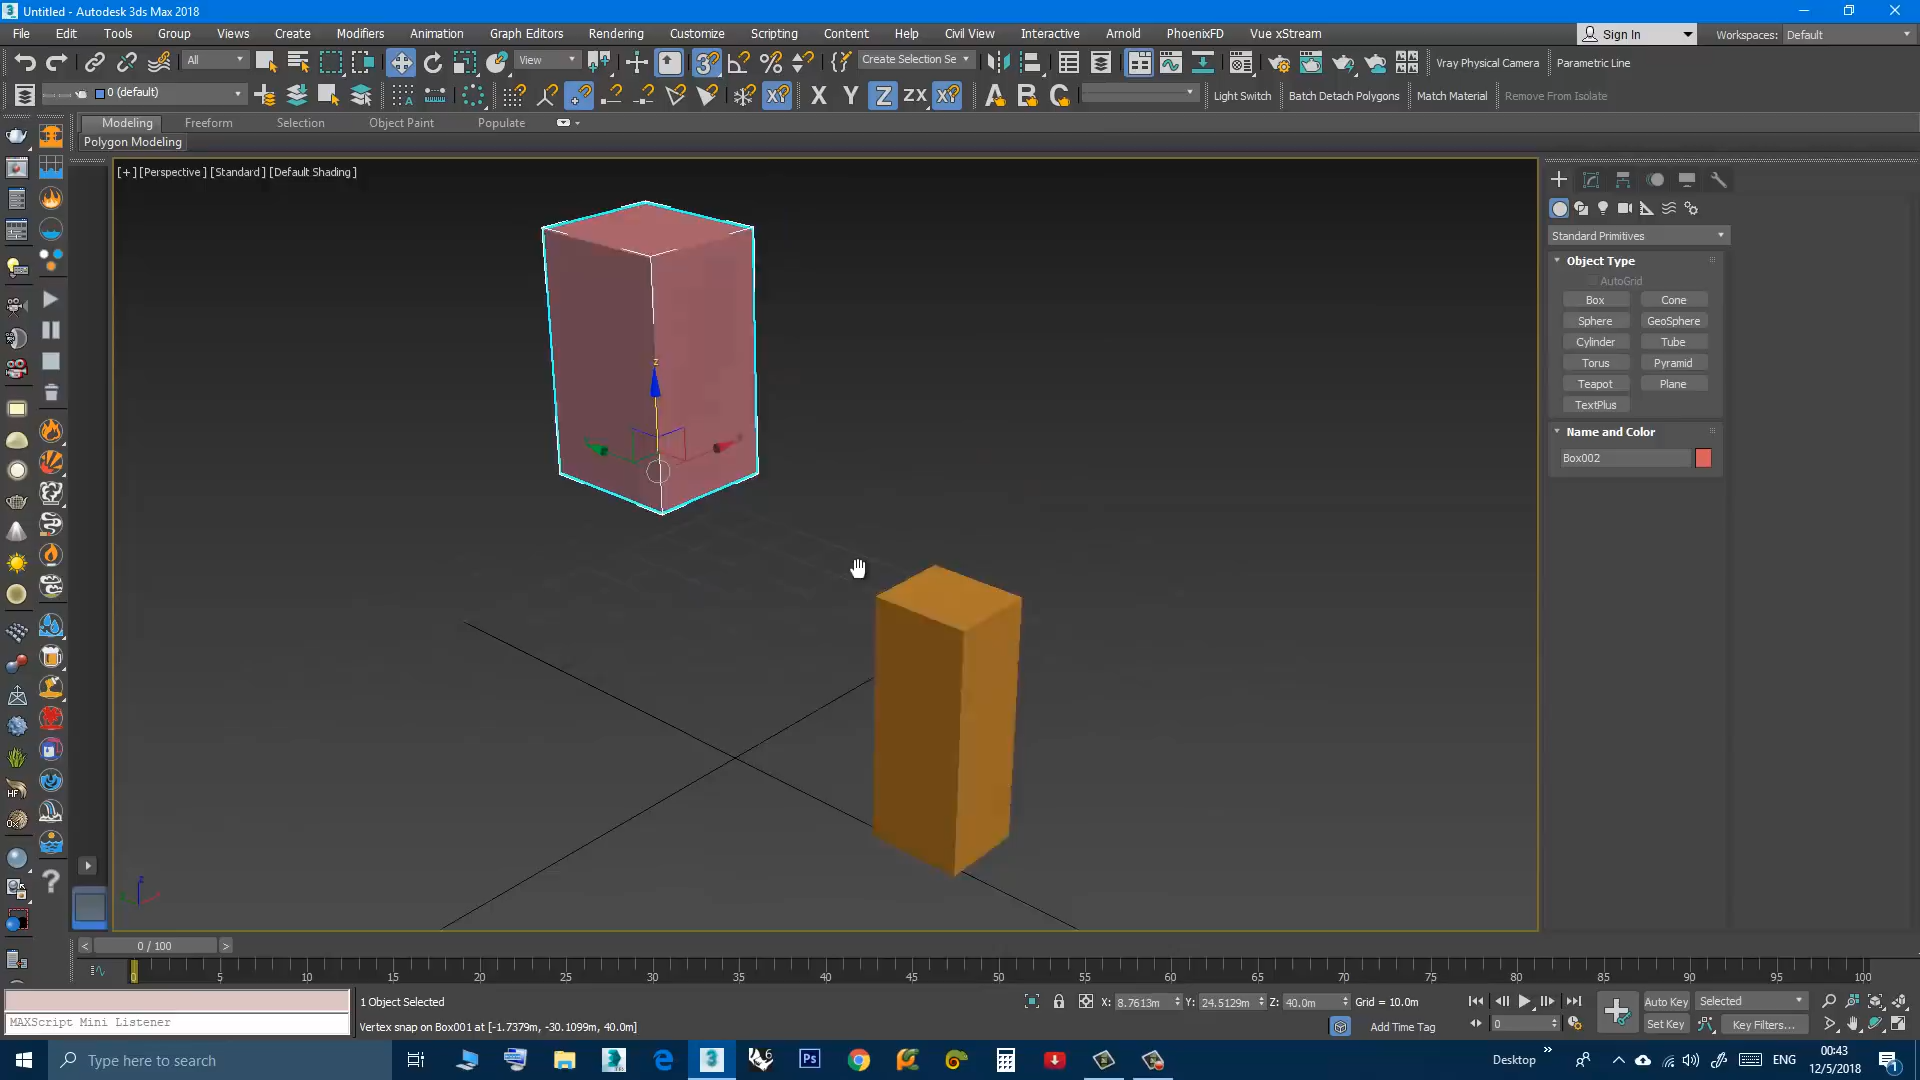 Untitled - Autodesk 3ds Max 2018
File Edit Tools Group Views Create Modifiers Animation Graph Editors Rendering Customize Scripting Content Help Civil View Interactive Arnold PhoenixFD Vue xStream Sign In Workspaces: Default
All View Create Selection Se Vray Physical Camera Parametric Line
0 (default) X Y Z ZX XY A B C Light Switch Batch Detach Polygons Match Material Remove From Isolate
Modeling Freeform Selection Object Paint Populate
Polygon Modeling
[+] [Perspective] [Standard] [Default Shading]
Standard Primitives
Object Type
AutoGrid
Box Cone
Sphere GeoSphere
Cylinder Tube
Torus Pyramid
Teapot Plane
TextPlus
Name and Color
Box002
z
z
< 0 / 100 >
0 5 10 15 20 25 30 35 40 45 50 55 60 65 70 75 80 85 90 95 100
1 Object Selected X: 8.7613m Y: 24.5129m Z: 40.0m Grid = 10.0m Auto Key Selected
MAXScript Mini Listener Vertex snap on Box001 at [-1.7379m, -30.1099m, 40.0m] Add Time Tag 0 Set Key Key Filters...
Type here to search Desktop ENG 00:43
12/5/2018